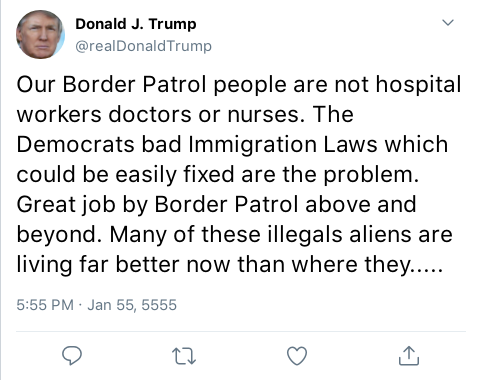 Donald J. Trump
@realDonaldTrump
Our Border Patrol people are not hospital
workers doctors or nurses. The
Democrats bad Immigration Laws which
could be easily fixed are the problem.
Great job by Border Patrol above and
beyond. Many of these illegals aliens are
living far better now than where they.....
5:55 PM · Jan 55, 5555